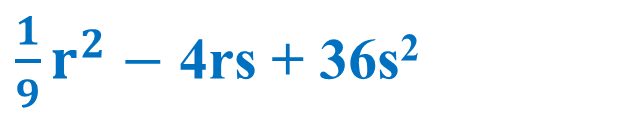 1/9 r² − 4rs + 36s²